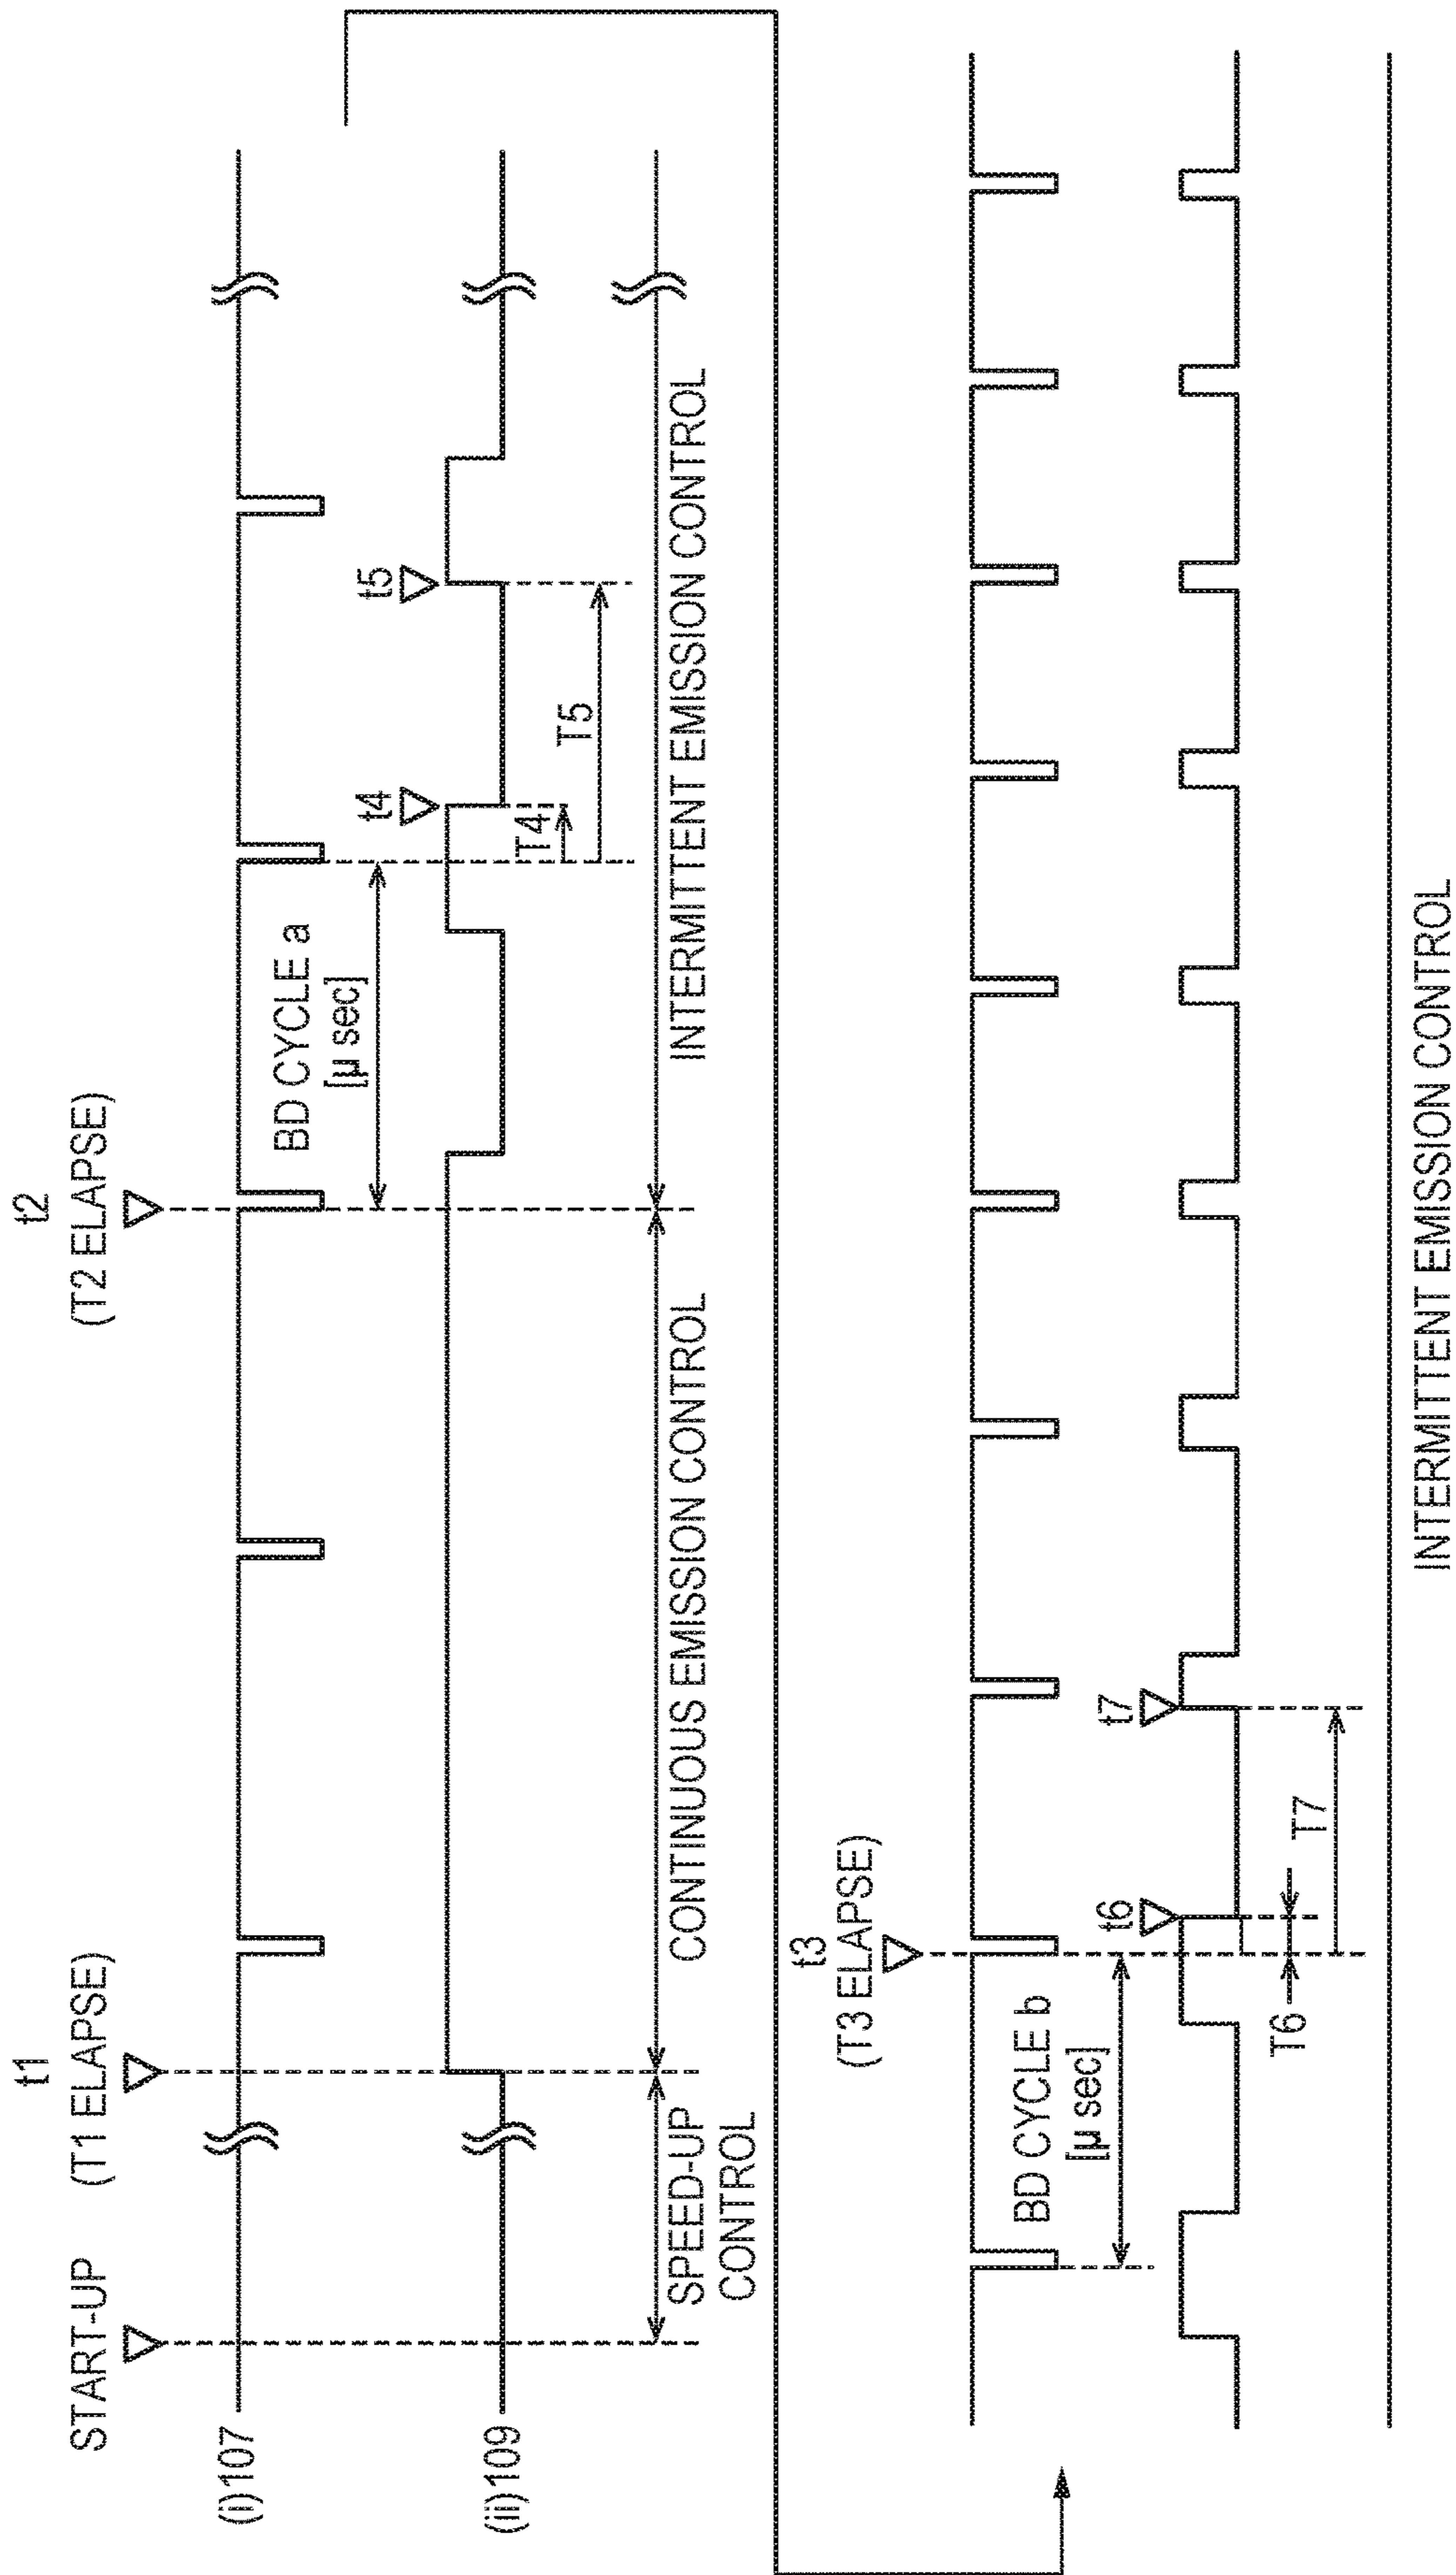 START-UP
t1
(T1 ELAPSE)
t2
(T2 ELAPSE)
(i)107
BD CYCLE a
[μ sec]
(ii)109
t4
t5
T4
T5
SPEED-UP
CONTROL
CONTINUOUS EMISSION CONTROL
INTERMITTENT EMISSION CONTROL
t3
(T3 ELAPSE)
BD CYCLE b
[μ sec]
t6
t7
T6
T7
INTERMITTENT EMISSION CONTROL